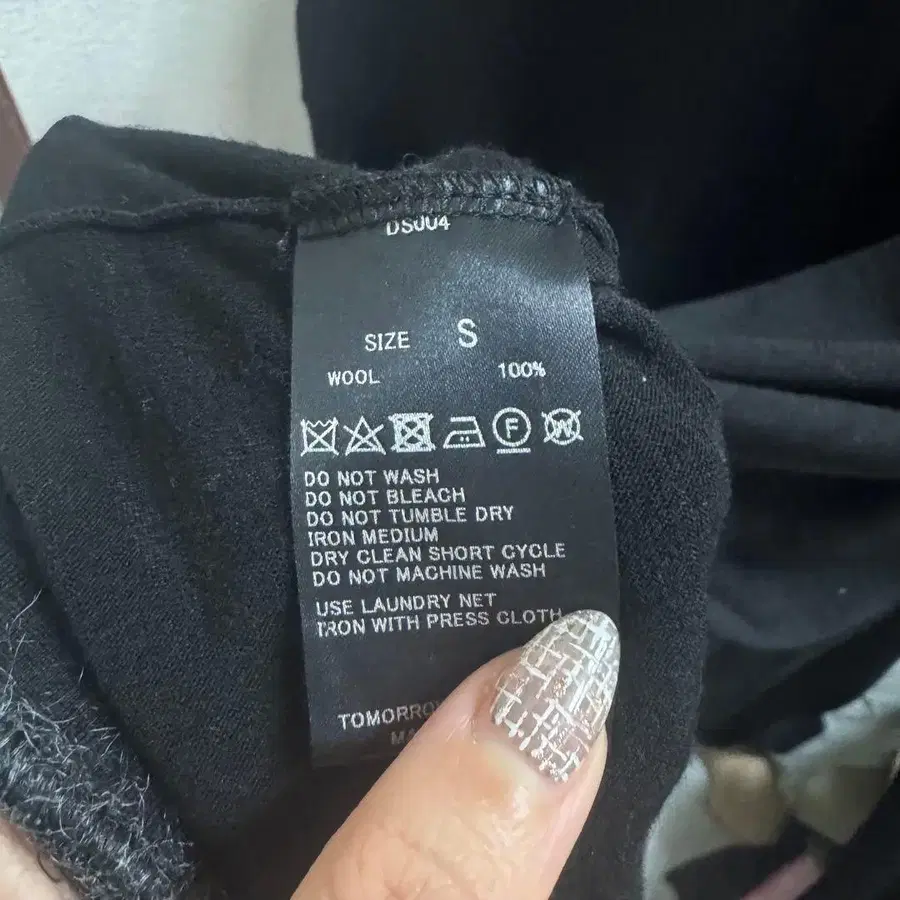 DS004
SIZE S
WOOL 100%
F W
DO NOT WASH
DO NOT BLEACH
DO NOT TUMBLE DRY
IRON MEDIUM
DRY CLEAN SHORT CYCLE
DO NOT MACHINE WASH
USE LAUNDRY NET
IRON WITH PRESS CLOTH